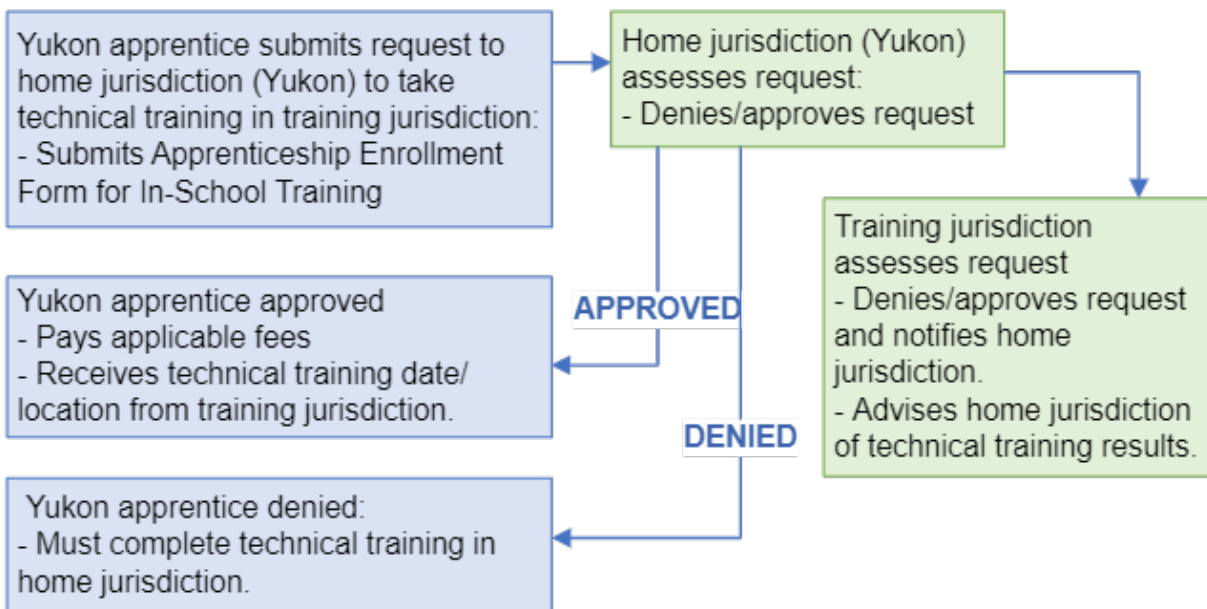 Yukon apprentice submits request to
home jurisdiction (Yukon) to take
technical training in training jurisdiction:
- Submits Apprenticeship Enrollment
Form for In-School Training
Home jurisdiction (Yukon)
assesses request:
- Denies/approves request
Training jurisdiction
assesses request
- Denies/approves request
and notifies home
jurisdiction.
- Advises home jurisdiction
of technical training results.
APPROVED
Yukon apprentice approved
- Pays applicable fees
- Receives technical training date/
location from training jurisdiction.
DENIED
Yukon apprentice denied:
- Must complete technical training in
home jurisdiction.